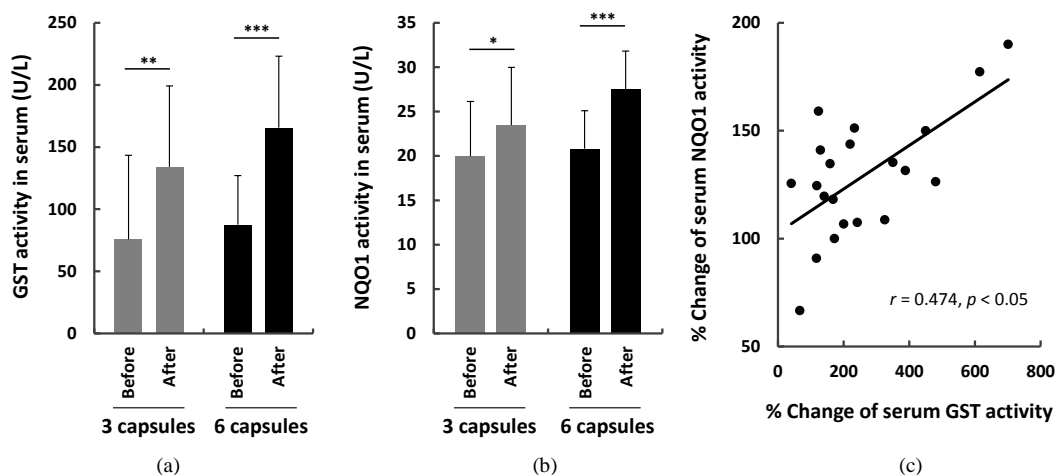 GST activity in serum (U/L)
250
200
150
100
50
0
**
***
Before
After
Before
After
3 capsules
6 capsules
(a)
NQO1 activity in serum (U/L)
35
30
25
20
15
10
5
0
*
***
Before
After
Before
After
3 capsules
6 capsules
(b)
% Change of serum NQO1 activity
200
150
100
50
r = 0.474, p < 0.05
0
200
400
600
800
% Change of serum GST activity
(c)